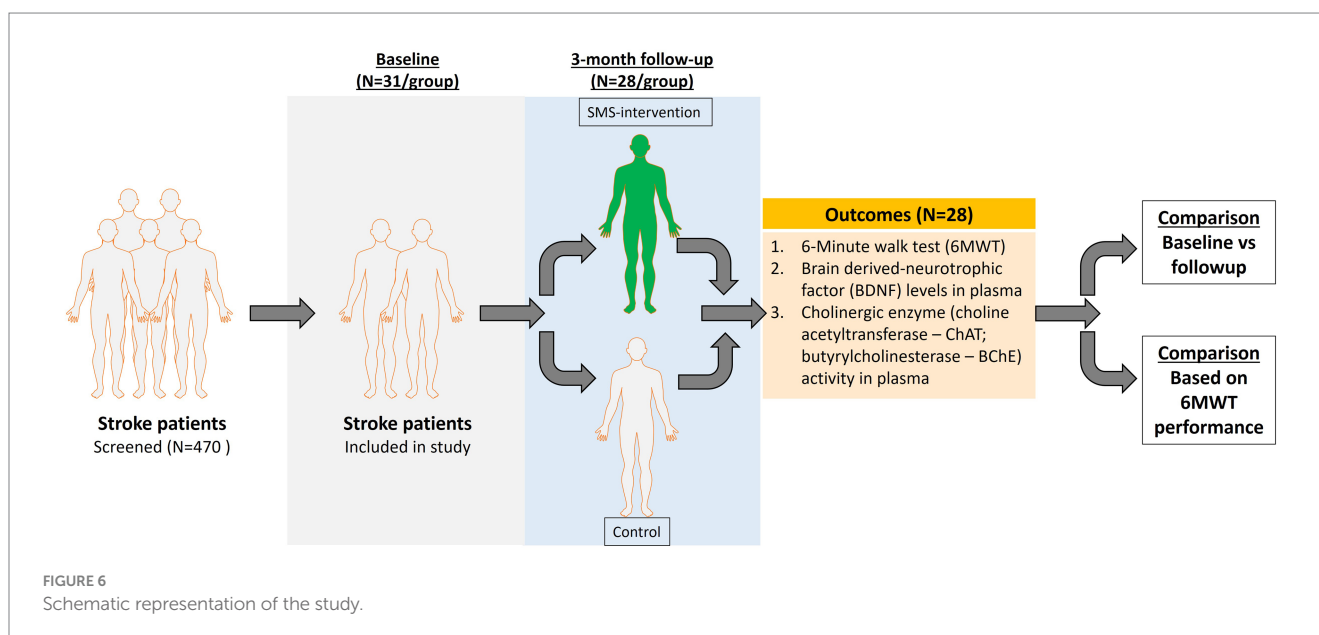 Baseline
(N=31/group)
3-month follow-up
(N=28/group)
SMS-intervention
Stroke patients
Screened (N=470 )
Stroke patients
Included in study
Control
Outcomes (N=28)
1. 6-Minute walk test (6MWT)
2. Brain derived-neurotrophic
factor (BDNF) levels in plasma
3. Cholinergic enzyme (choline
acetyltransferase – ChAT;
butyrylcholinesterase – BChE)
activity in plasma
Comparison
Baseline vs
followup
Comparison
Based on
6MWT
performance
FIGURE 6
Schematic representation of the study.